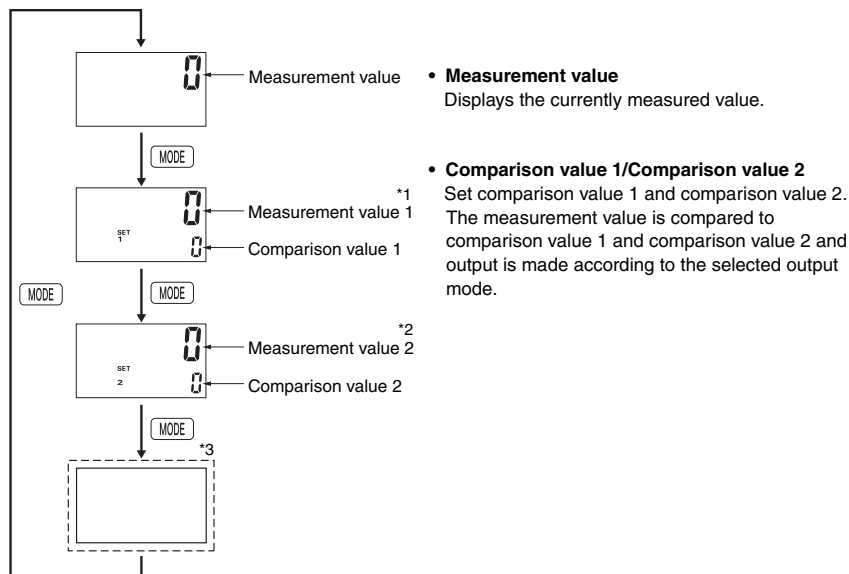 0
Measurement value
MODE
*1
0
Measurement value 1
SET
1
0
Comparison value 1
MODE
MODE
*2
0
Measurement value 2
SET
2
0
Comparison value 2
MODE
*3
• Measurement value
Displays the currently measured value.
• Comparison value 1/Comparison value 2
Set comparison value 1 and comparison value 2.
The measurement value is compared to
comparison value 1 and comparison value 2 and
output is made according to the selected output
mode.